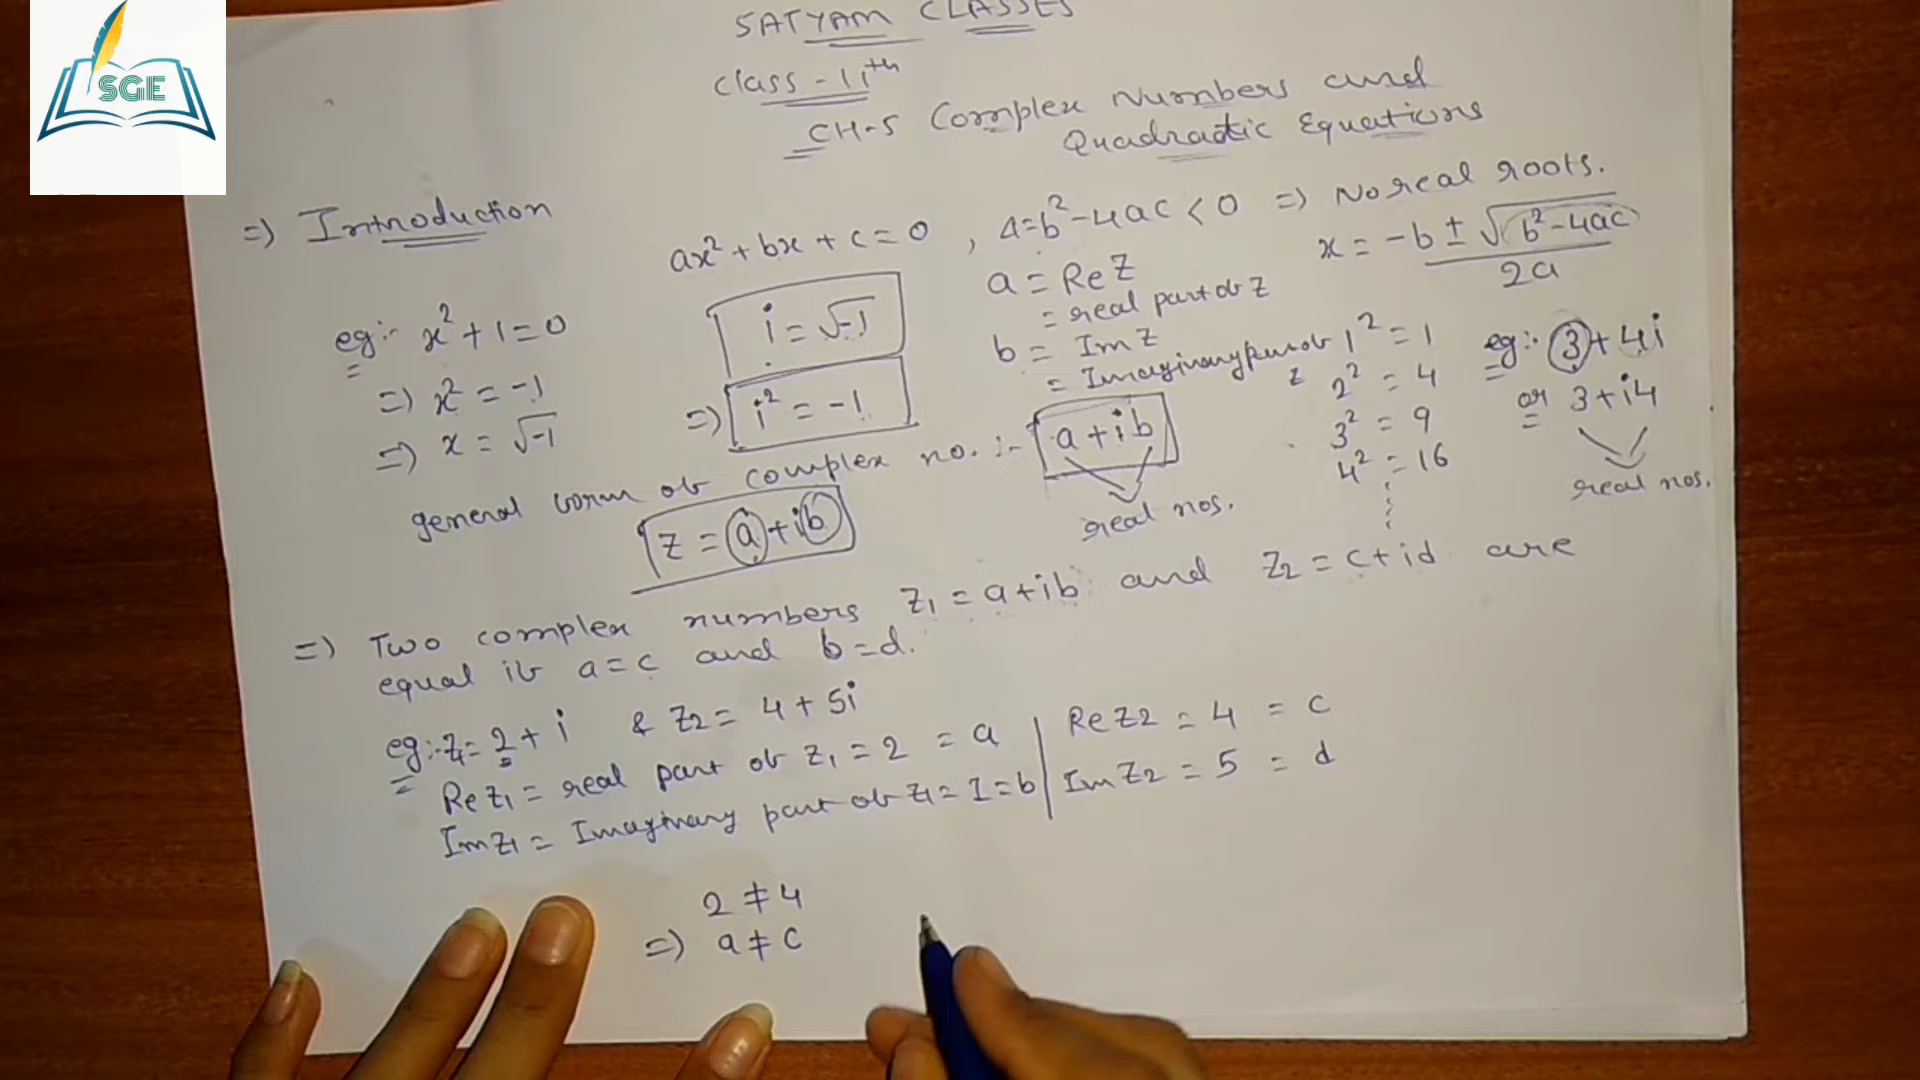 SGE
SATYAM CLASSES
Class - 11th
CH-5 Complex Numbers and
Quadratic Equations
=) Introduction
ax² + bx + c = 0 , Δ=b²-4ac < 0 =) No real roots.
x = -b ± √b²-4ac
2a
eg:- x² + 1 = 0
=) x² = -1
=) x = √-1
i = √-1
=) i² = -1
a = Re Z
= real part of Z
b = Im Z
= Imaginary part of
Z
1² = 1
2² = 4
3² = 9
4² = 16
eg:- 3+4i
or 3+i4
real nos.
general form of complex no. :- a+ib
real nos.
Z = a+ib
=) Two complex numbers Z1 = a+ib and Z2 = c+id are
equal if a=c and b=d.
eg:- Z1= 2+i & Z2= 4+5i
Re Z1 = real part of Z1 = 2 = a
Im Z1 = Imaginary part of Z1 = 1 = b
Re Z2 = 4 = c
Im Z2 = 5 = d
2 ≠ 4
=) a ≠ c